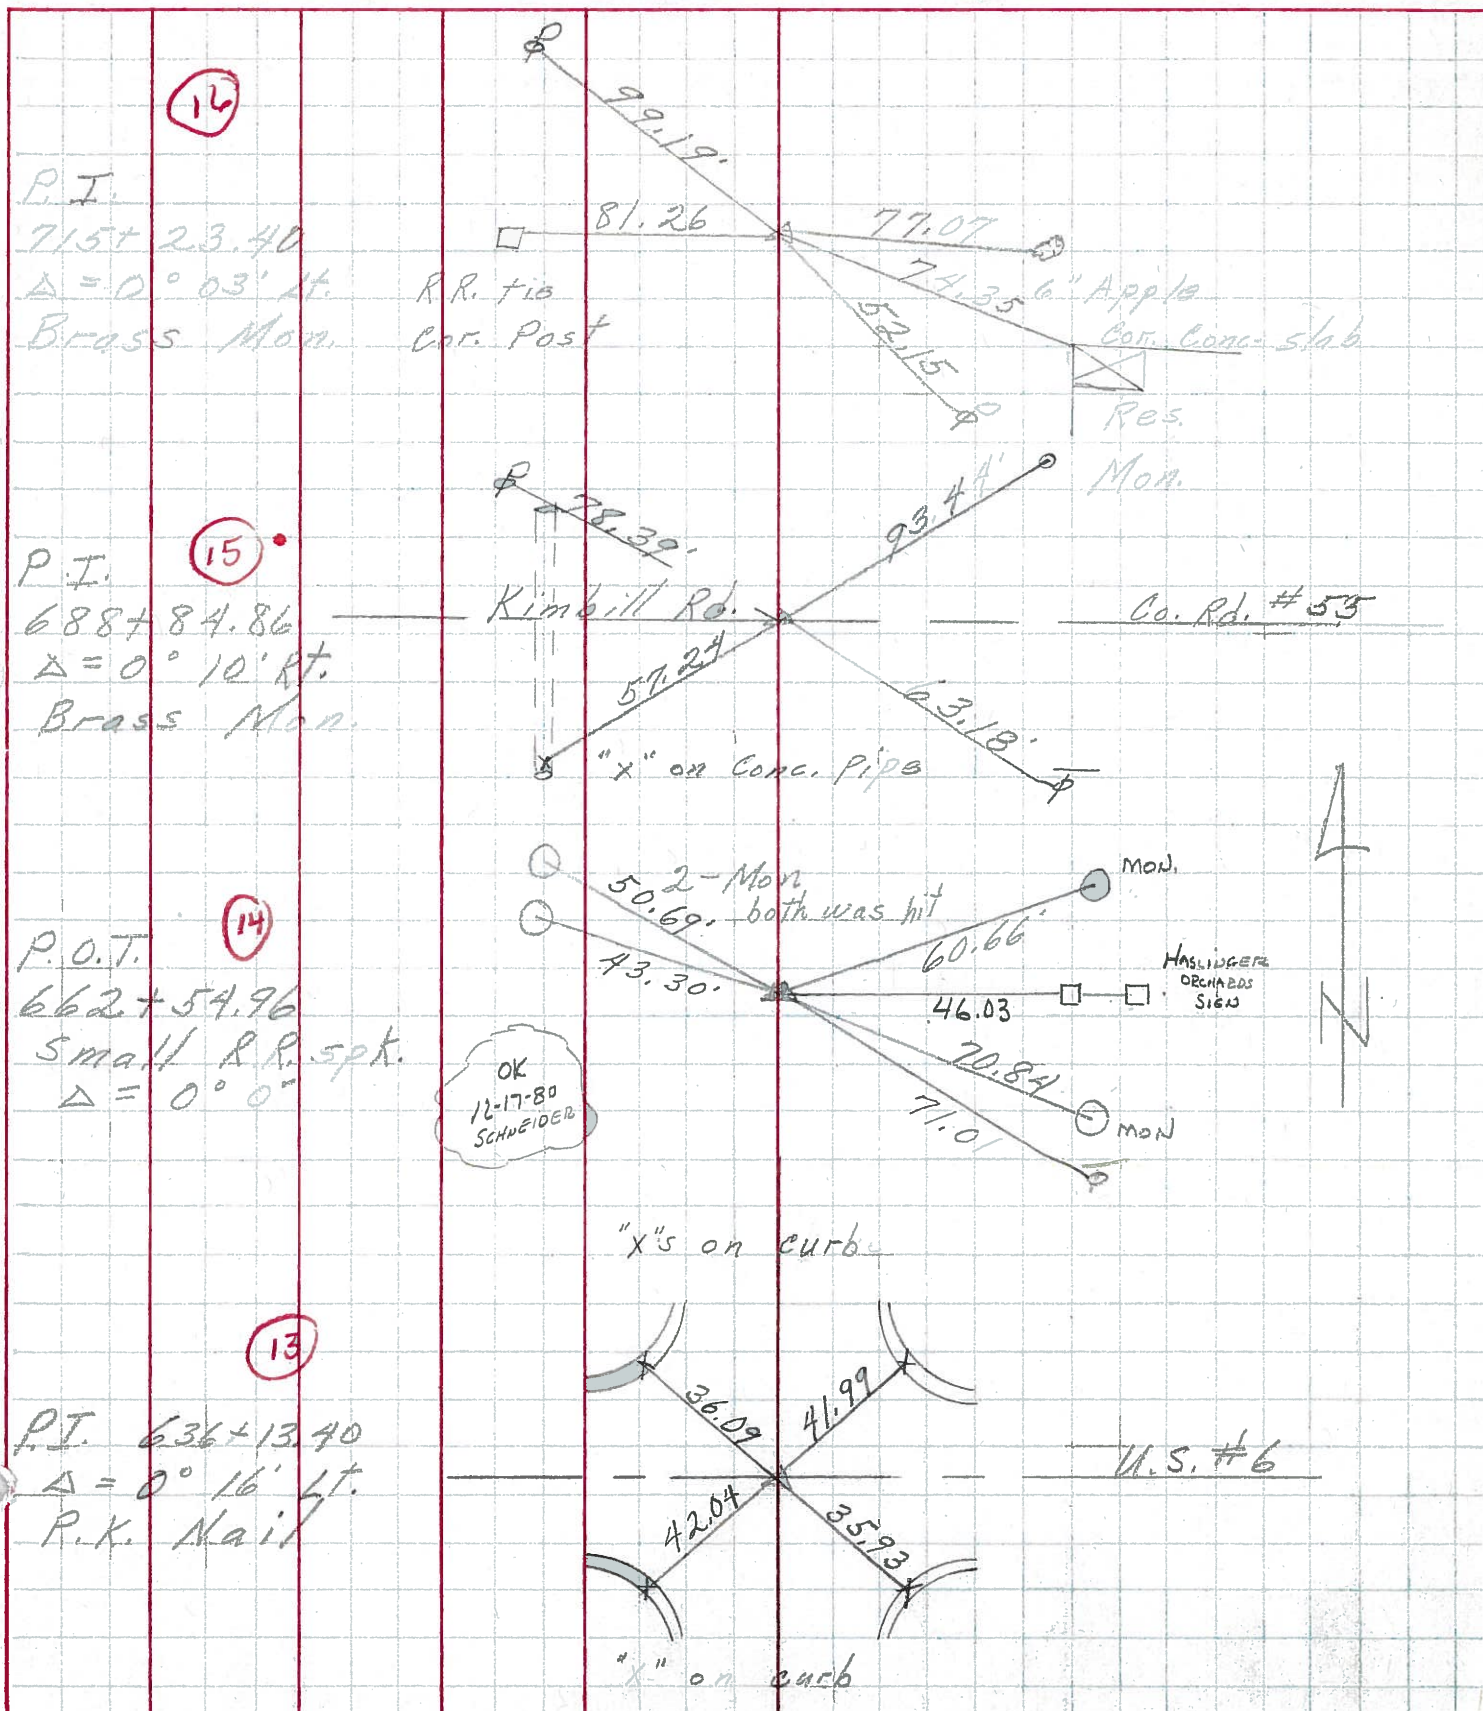 16
99.19'
P.I.
715+23.40
Δ = 0° 03' Lt.
Brass Mon.
81.26
77.07
R.R. tie
Cor. Post
74.35
6" Apple
Cor. Conc. slab
52.15
Res.
15
P.I.
688+84.86
Δ = 0° 10' Rt.
Brass Mon.
78.39'
93.4
4'
Mon.
Kimbill Rd.
Co. Rd. #55
57.24
63.18'
"x" on Conc. Pipe
14
P.O.T.
662+54.96
Small R.R. spk.
Δ = 0° 0"
2-Mon
both was hit
50.69'
43.30'
MON.
60.66'
46.03
HASLINGER
ORCHARDS
SIGN
70.84
MON
71.01
N
OK
12-17-80
SCHNEIDER
"x"s on curb
13
P.I. 636+13.40
Δ = 0° 16' Lt.
P.K. Nail
36.09
41.99
U.S. #6
42.04
35.93
"x" on curb